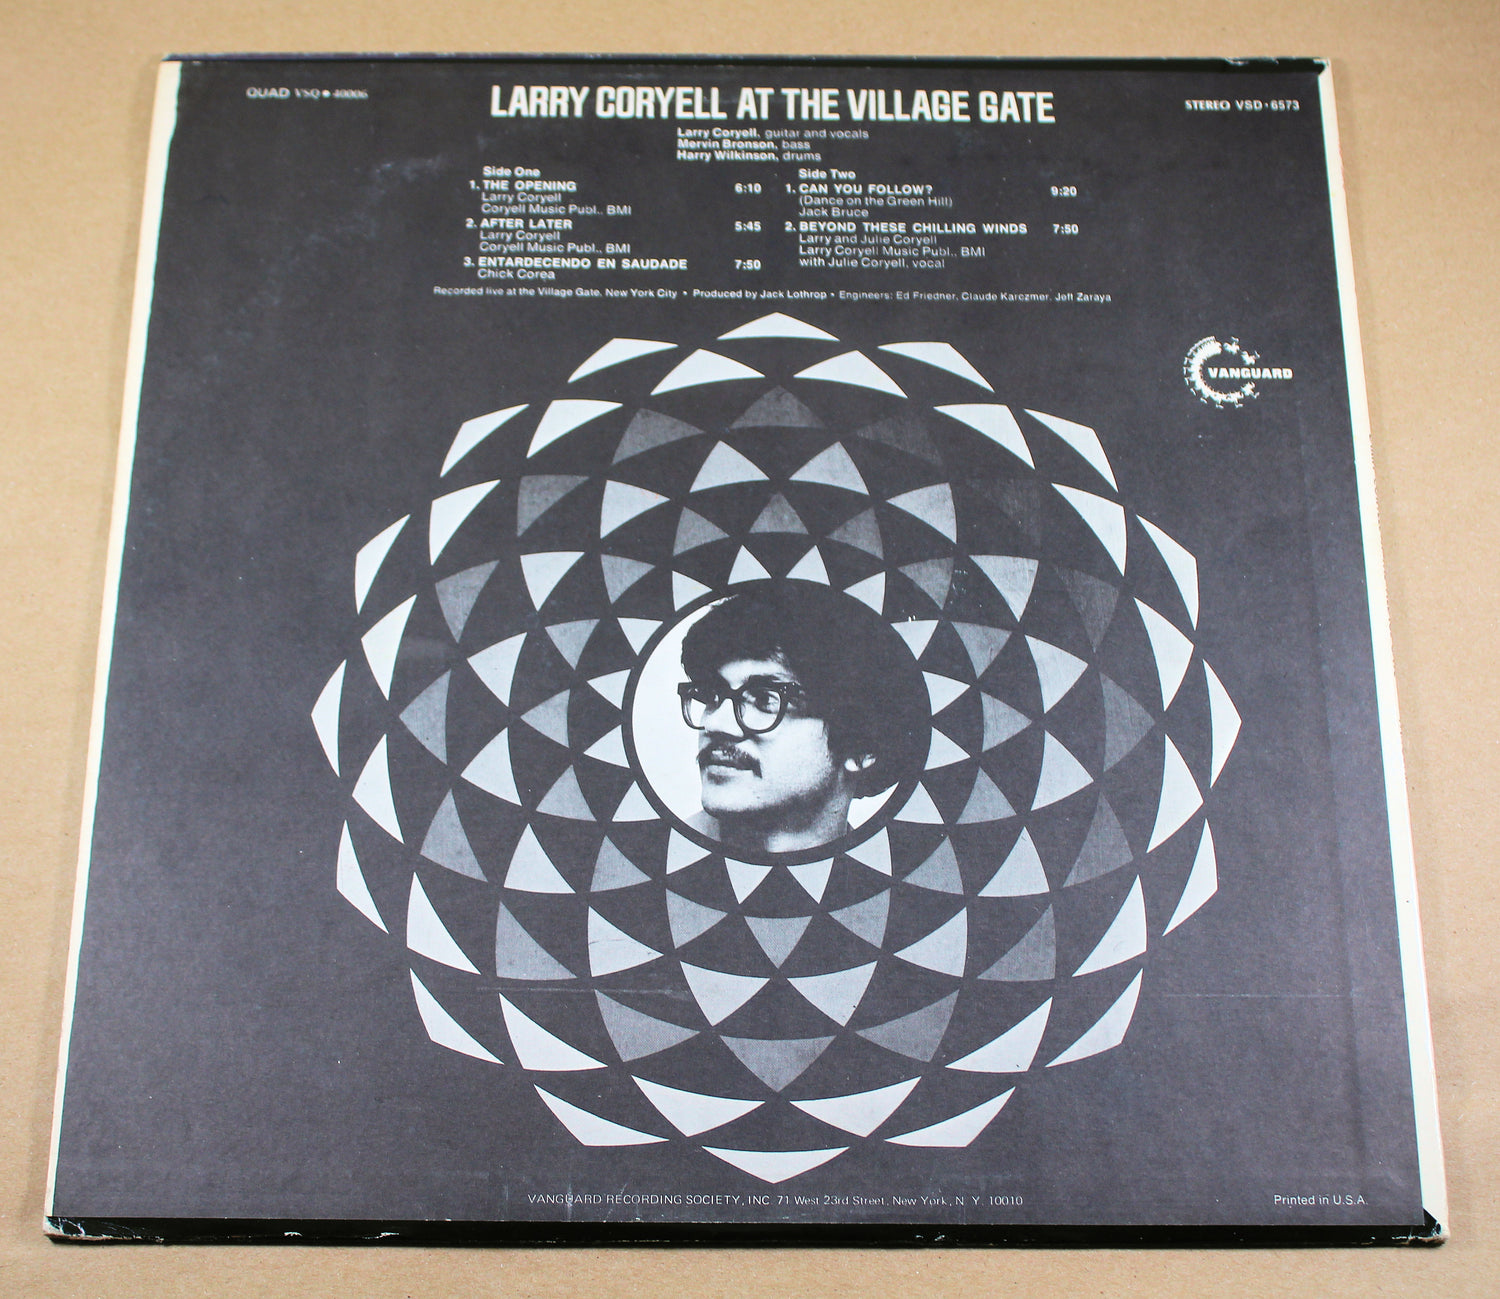 QUAD VSQ • 40006
LARRY CORYELL AT THE VILLAGE GATE
STEREO VSD • 6573
Larry Coryell, guitar and vocals
Mervin Bronson, bass
Harry Wilkinson, drums
Side One
1. THE OPENING 6:10
Larry Coryell
Coryell Music Publ., BMI
2. AFTER LATER 5:45
Larry Coryell
Coryell Music Publ., BMI
3. ENTARDECENDO EN SAUDADE 7:50
Chick Corea
Side Two
1. CAN YOU FOLLOW? 9:20
(Dance on the Green Hill)
Jack Bruce
2. BEYOND THESE CHILLING WINDS 7:50
Larry and Julie Coryell
Larry Coryell Music Publ., BMI
with Julie Coryell, vocal
Recorded live at the Village Gate, New York City • Produced by Jack Lothrop • Engineers: Ed Friedner, Claude Karczmer, Jeff Zaraya
VANGUARD
VANGUARD RECORDING SOCIETY, INC 71 West 23rd Street, New York, N Y. 10010
Printed in U.S.A.